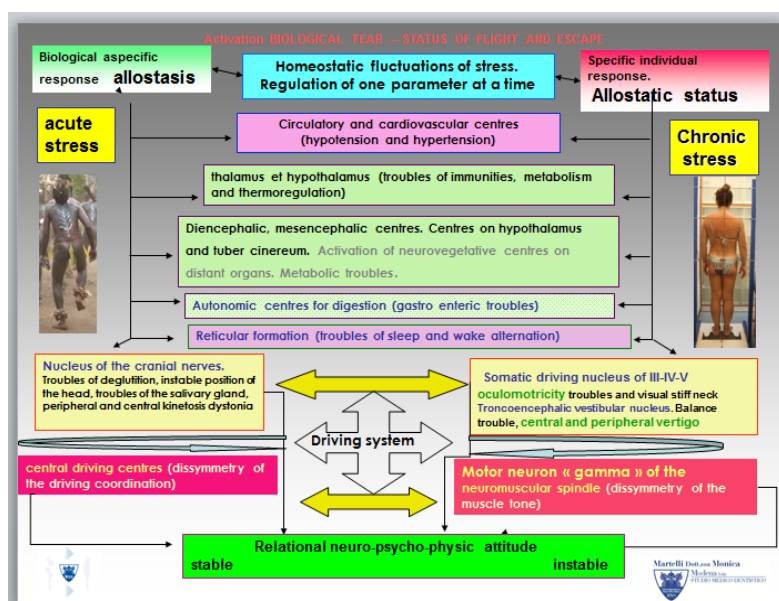 Activation BIOLOGICAL FEAR – STATUS OF FLIGHT AND ESCAPE
Biological aspecific
response allostasis
Homeostatic fluctuations of stress.
Regulation of one parameter at a time
Specific individual
response.
Allostatic status
acute
stress
Circulatory and cardiovascular centres
(hypotension and hypertension)
Chronic
stress
thalamus et hypothalamus (troubles of immunities, metabolism
and thermoregulation)
Diencephalic, mesencephalic centres. Centres on hypothalamus
and tuber cinereum. Activation of neurovegetative centres on
distant organs. Metabolic troubles.
Autonomic centres for digestion (gastro enteric troubles)
Reticular formation (troubles of sleep and wake alternation)
Nucleus of the cranial nerves.
Troubles of deglutition, instable position of
the head, troubles of the salivary gland,
peripheral and central kinetosis dystonia
Somatic driving nucleus of III-IV-V
oculomotricity troubles and visual stiff neck
Troncoencephalic vestibular nucleus. Balance
trouble, central and peripheral vertigo
Driving system
central driving centres (dissymmetry of
the driving coordination)
Motor neuron « gamma » of the
neuromuscular spindle (dissymmetry of the
muscle tone)
Relational neuro-psycho-physic attitude
stable instable
Martelli Dott.ssa Monica
Modena
STUDIO MEDICO DENTISTICO